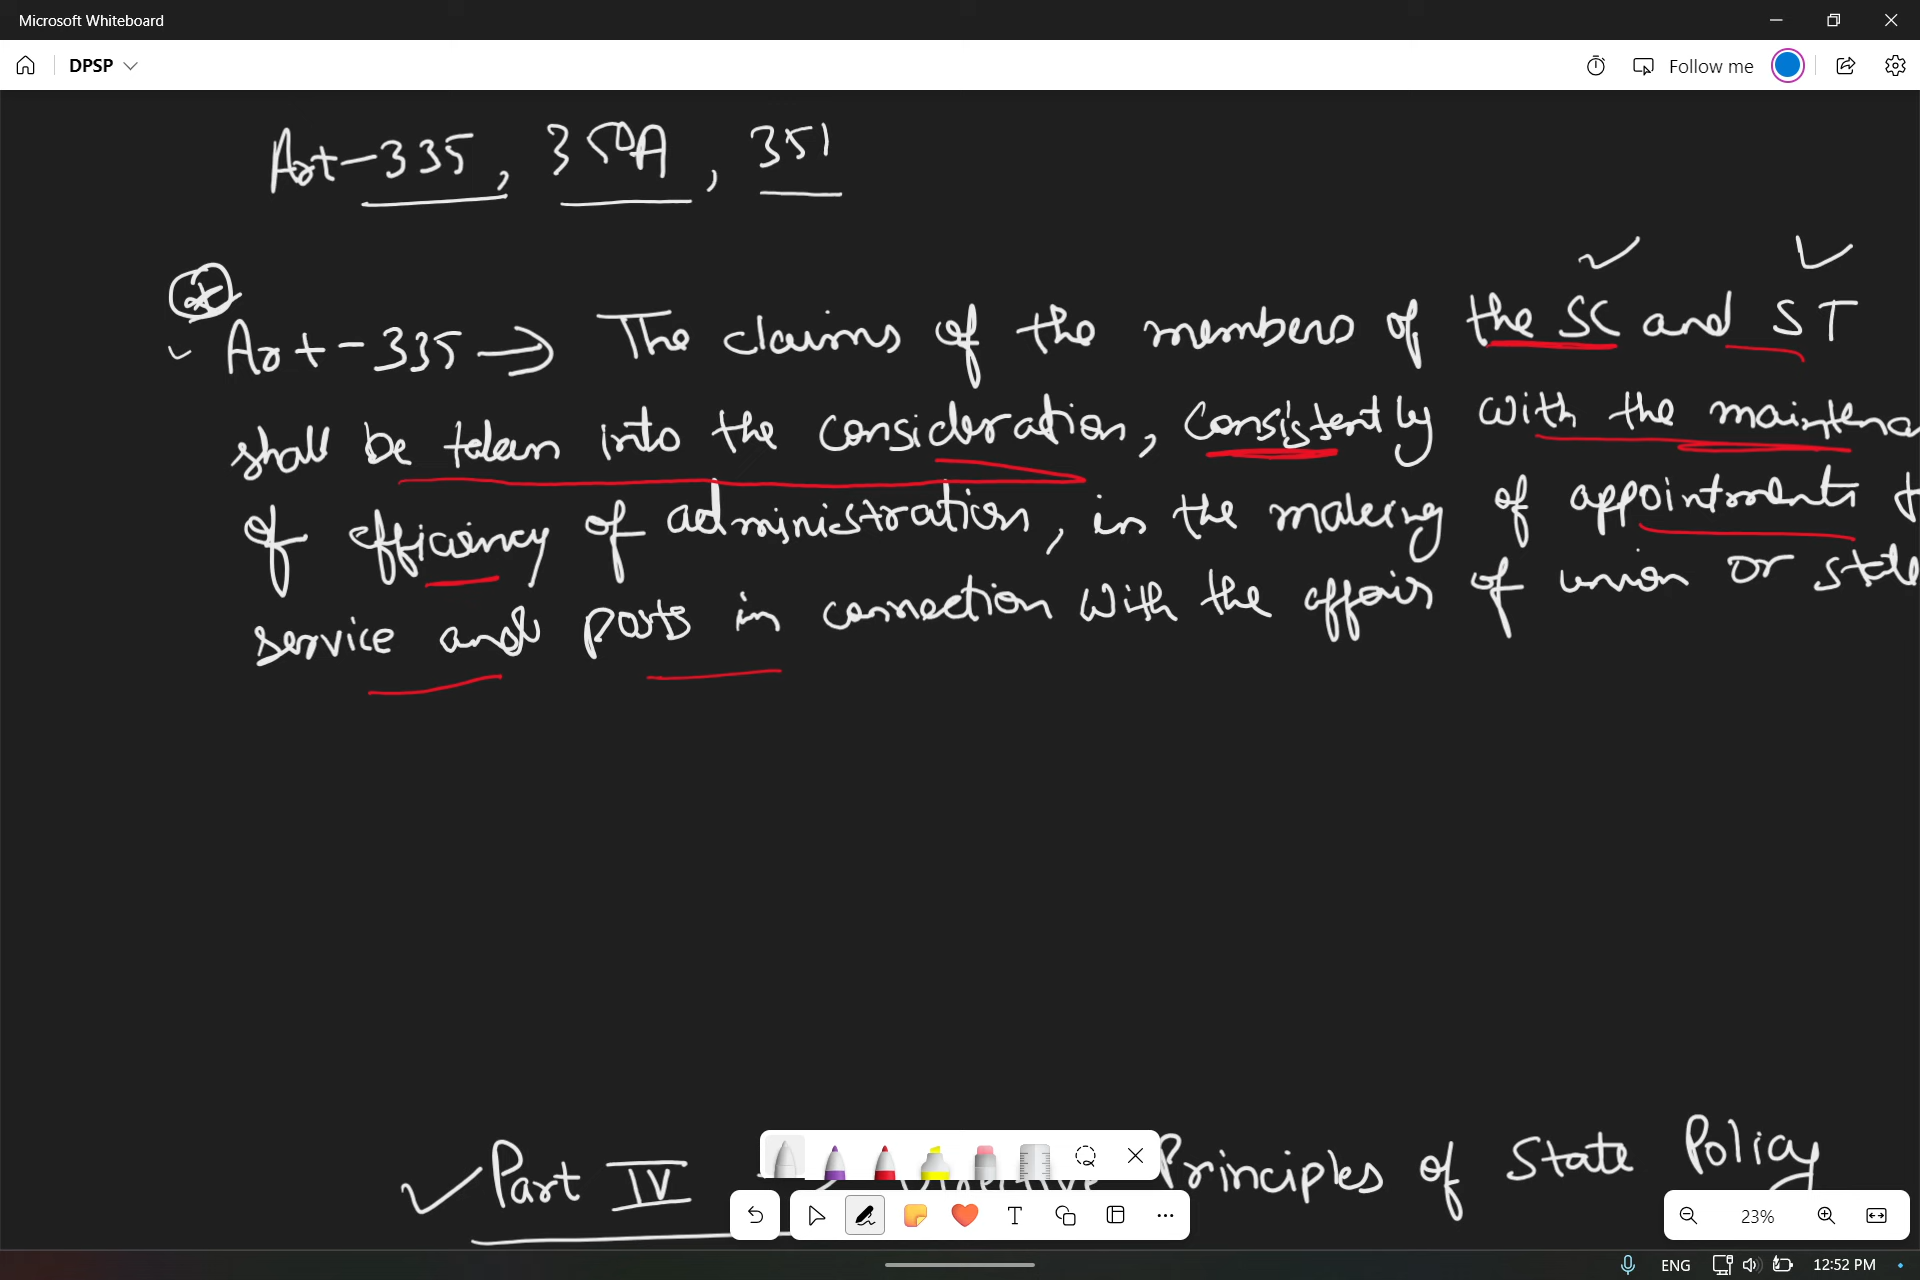 Microsoft Whiteboard
DPSP
Follow me
Art-335, 350A, 351
Art-335 → The claims of the members of the SC and ST
shall be taken into the consideration, consistently with the maintena
of efficiency of administration, in the making of appointments t
service and posts in connection with the affairs of union or state
Part IV → Directive Principles of State Policy
T
23%
ENG
12:52 PM